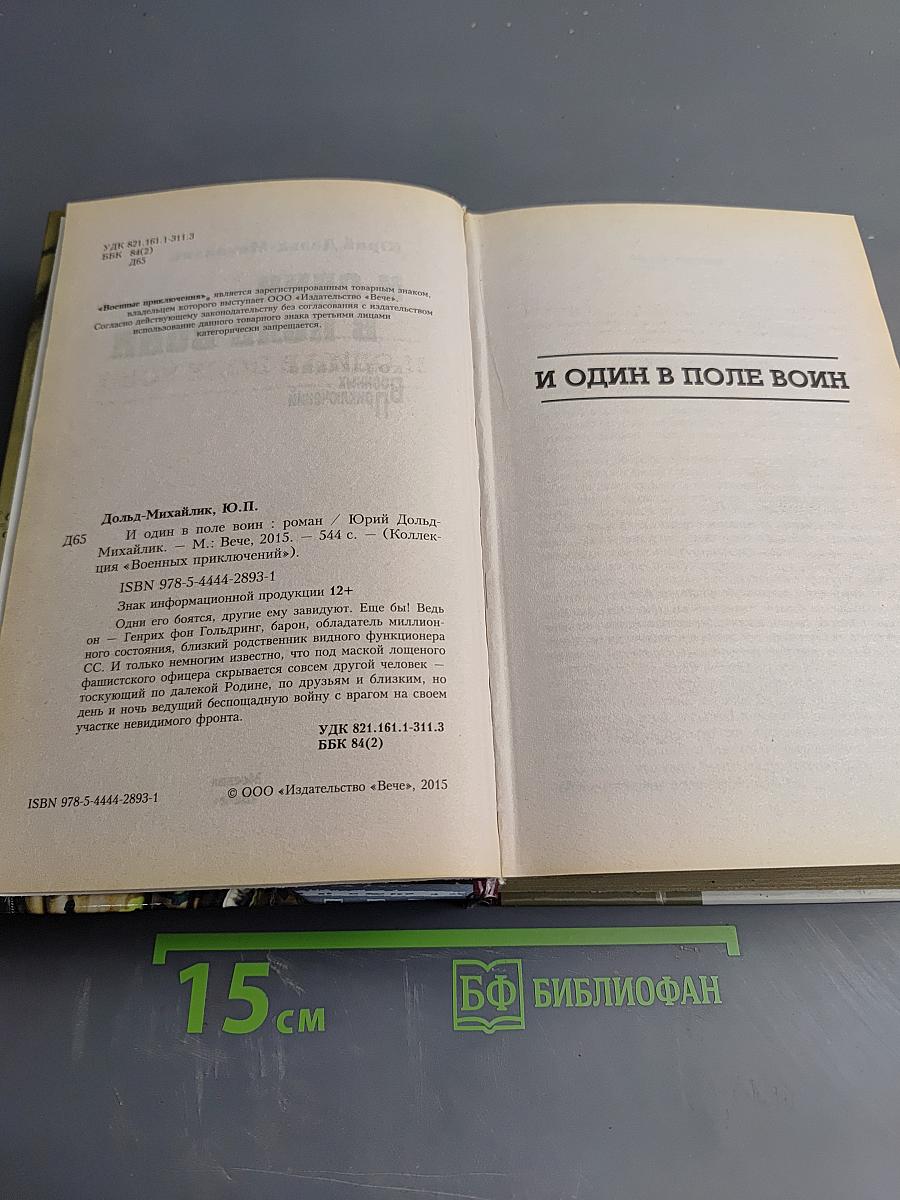 УДК 821.161.1-311.3
ББК 84(2)
Д65
«Военные приключения»® является зарегистрированным товарным знаком,
владельцем которого выступает ООО «Издательство «Вече».
Согласно действующему законодательству без согласования с издательством
использование данного товарного знака третьими лицами
категорически запрещается.
Дольд-Михайлик, Ю.П.
Д65 И один в поле воин : роман / Юрий Дольд-
Михайлик. — М.: Вече, 2015. — 544 с. — (Коллек-
ция «Военных приключений»).
ISBN 978-5-4444-2893-1
Знак информационной продукции 12+
Одни его боятся, другие ему завидуют. Еще бы! Ведь
он — Генрих фон Гольдринг, барон, обладатель миллион-
ного состояния, близкий родственник видного функционера
СС. И только немногим известно, что под маской лощеного
фашистского офицера скрывается совсем другой человек —
тоскующий по далекой Родине, по друзьям и близким, но
день и ночь ведущий беспощадную войну с врагом на своем
участке невидимого фронта.
УДК 821.161.1-311.3
ББК 84(2)
ISBN 978-5-4444-2893-1
© ООО «Издательство «Вече», 2015
И ОДИН В ПОЛЕ ВОИН
15 см
БФ БИБЛИОФАН